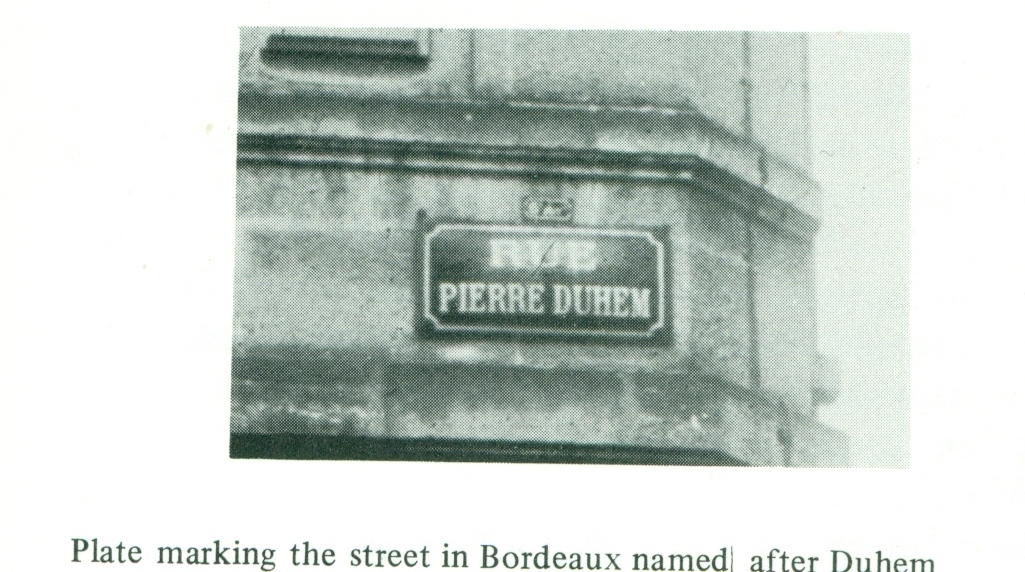 RUE
PIERRE DUHEM
Plate marking the street in Bordeaux named after Duhem